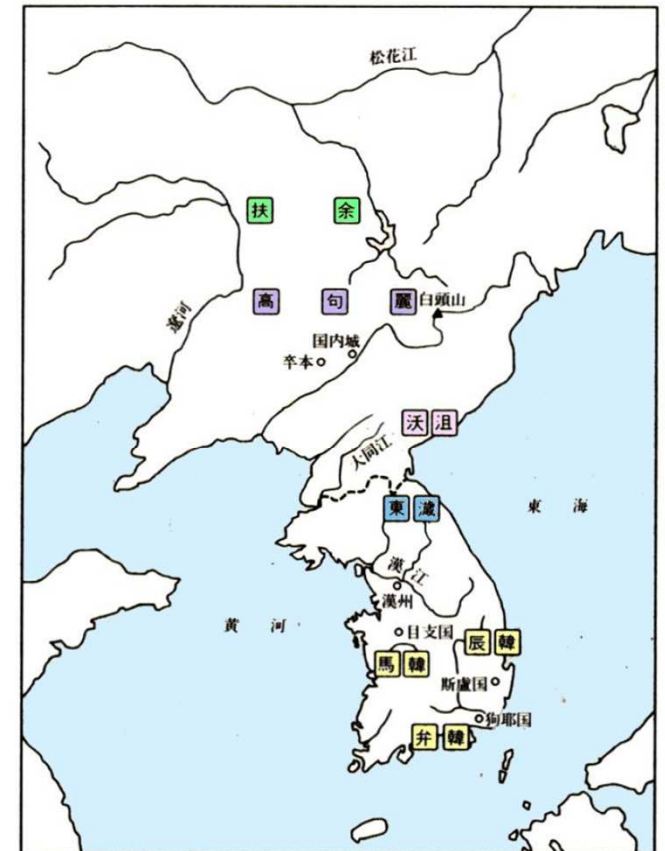 松花江
扶 余
高 句 麗
白頭山
遼河
国内城
卒本
沃沮
大同江
東濊
東 海
漢江
漢州
黄 河
目支国
辰韓
馬韓
斯盧国
狗耶国
弁韓